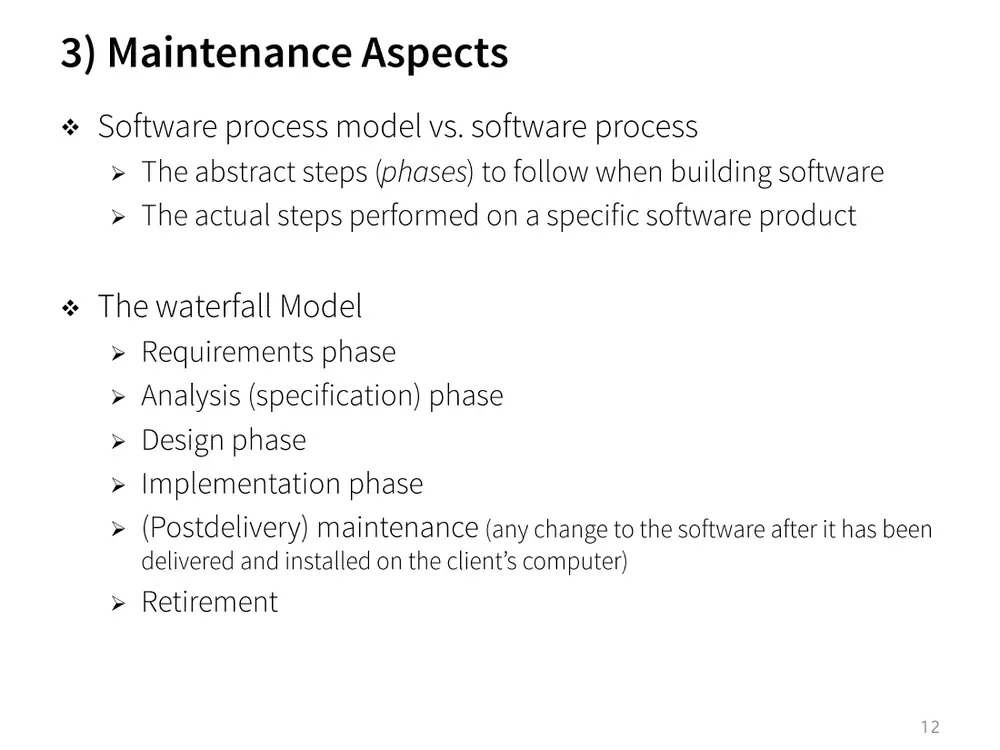 3) Maintenance Aspects
❖ Software process model vs. software process
➢ The abstract steps (phases) to follow when building software
➢ The actual steps performed on a specific software product
❖ The waterfall Model
➢ Requirements phase
➢ Analysis (specification) phase
➢ Design phase
➢ Implementation phase
➢ (Postdelivery) maintenance (any change to the software after it has been
delivered and installed on the client’s computer)
➢ Retirement
12